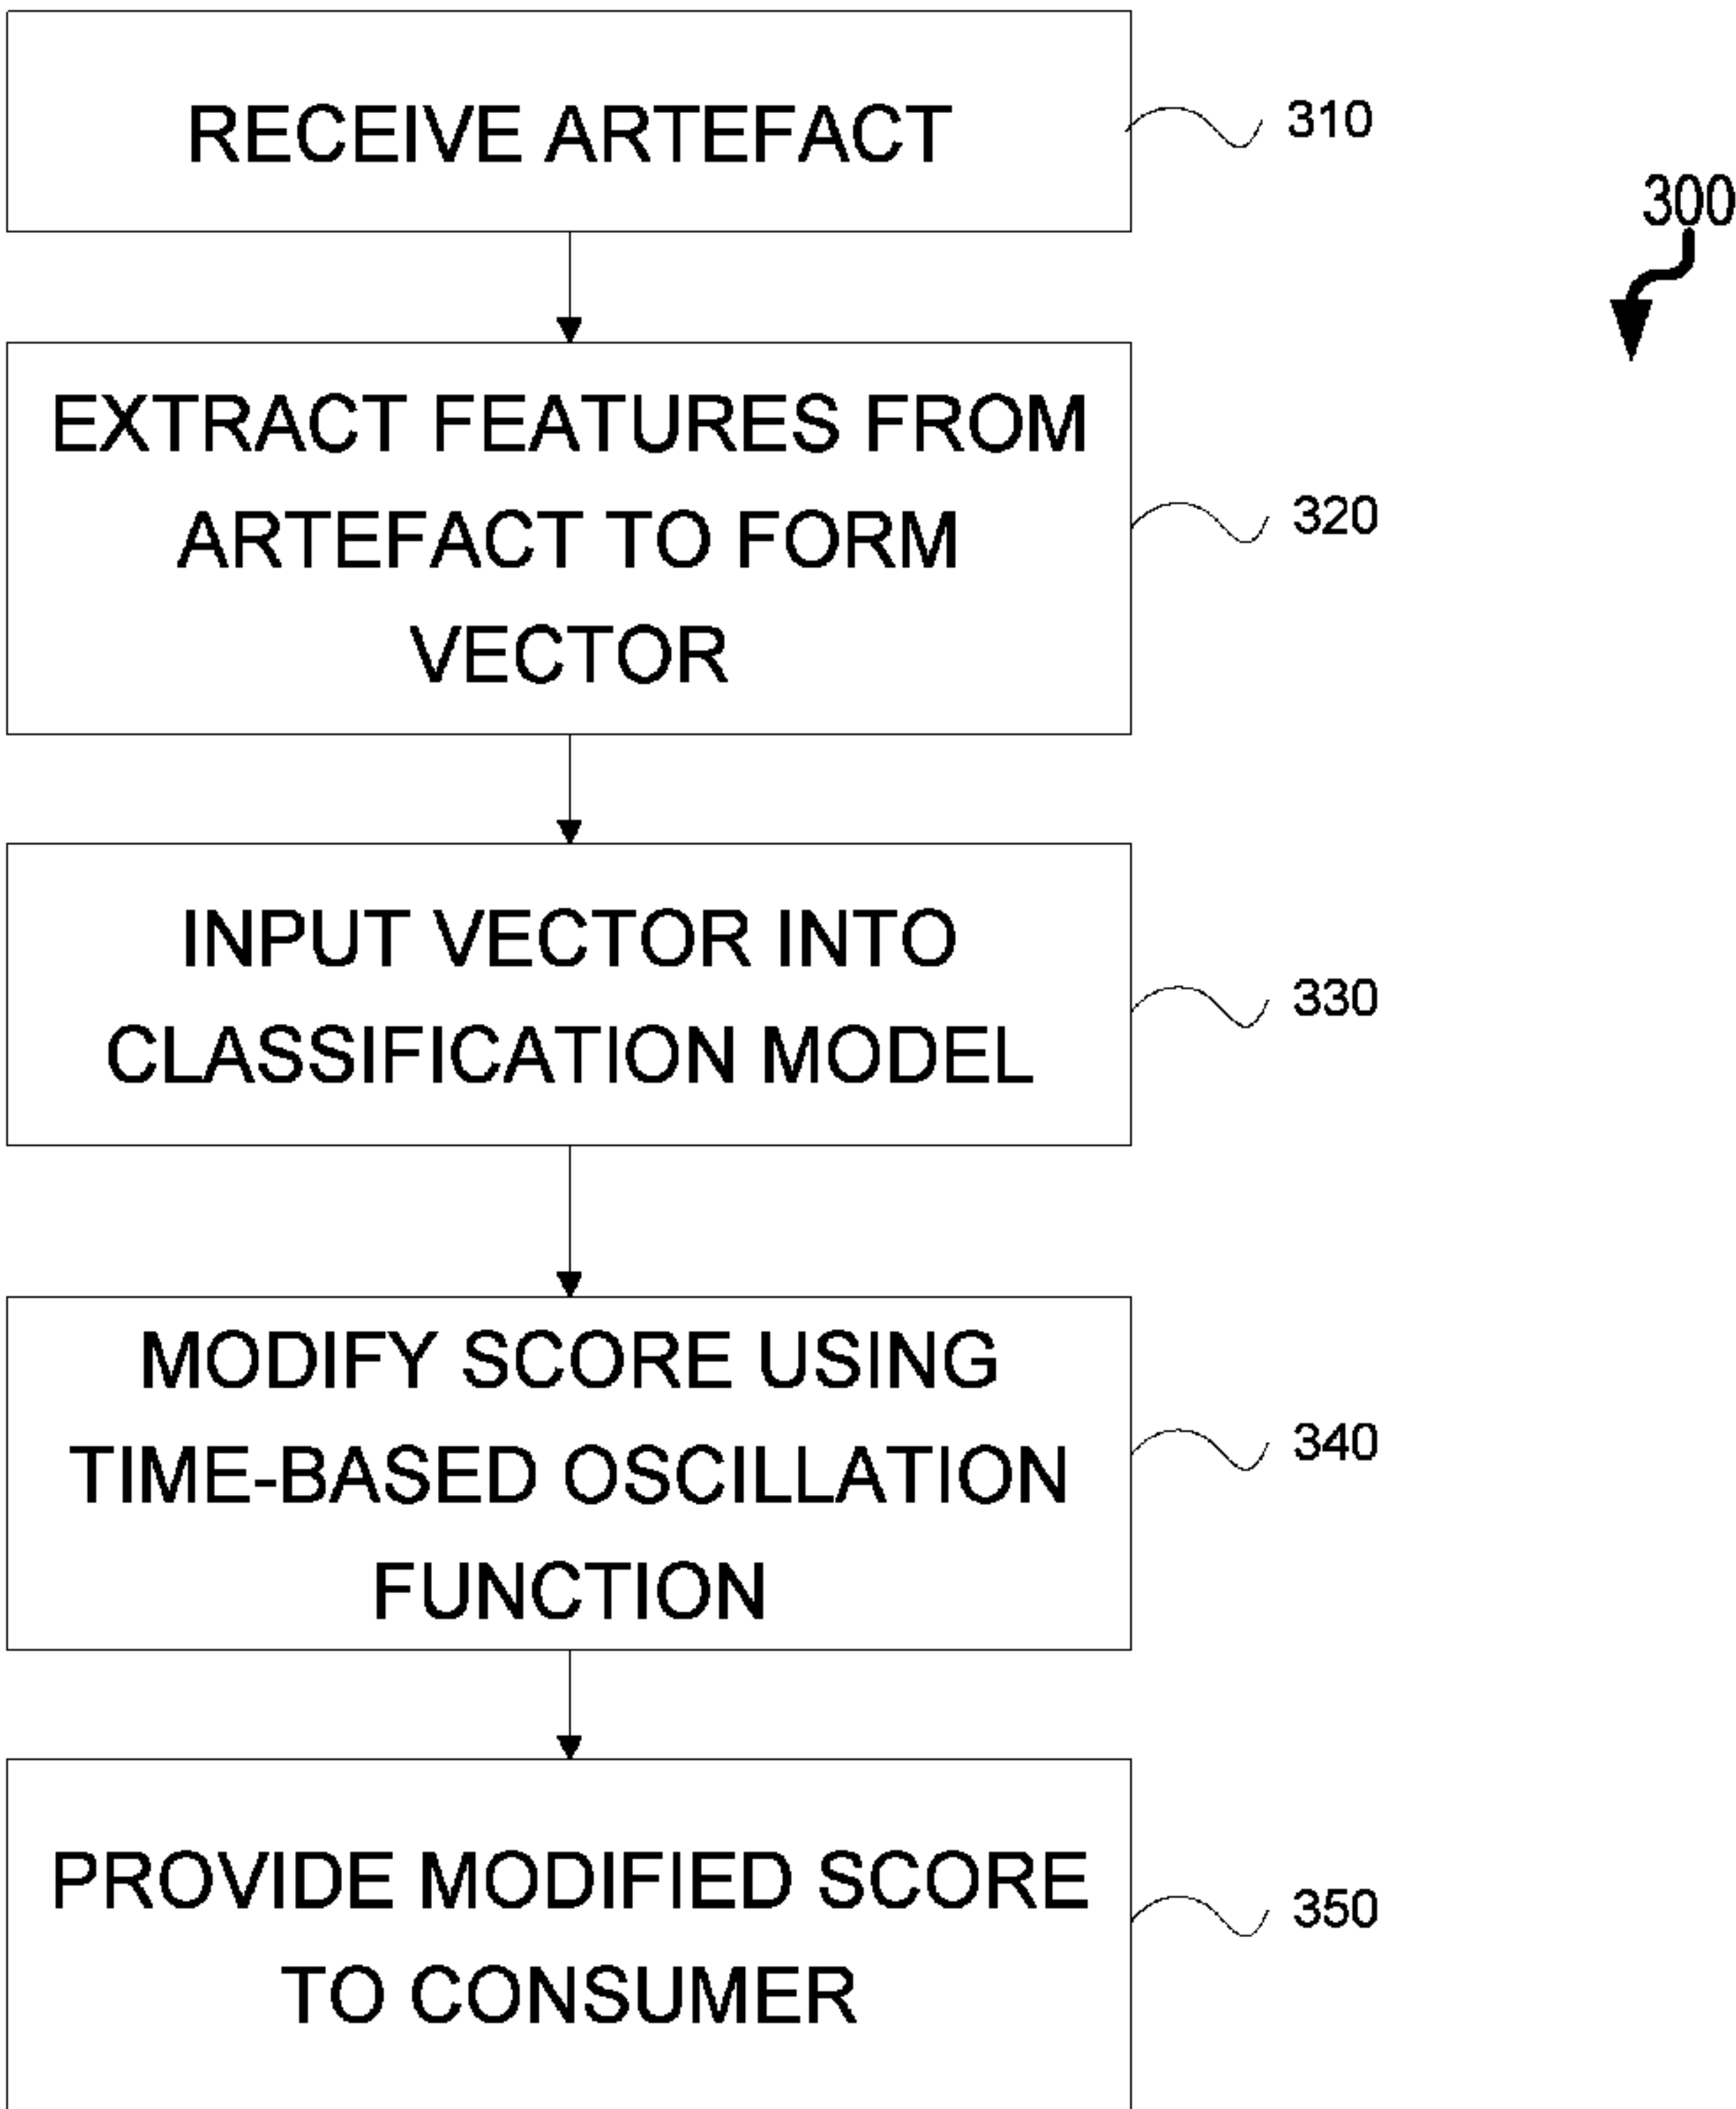 RECEIVE ARTEFACT
310
300
EXTRACT FEATURES FROM
ARTEFACT TO FORM
VECTOR
320
INPUT VECTOR INTO
CLASSIFICATION MODEL
330
MODIFY SCORE USING
TIME-BASED OSCILLATION
FUNCTION
340
PROVIDE MODIFIED SCORE
TO CONSUMER
350